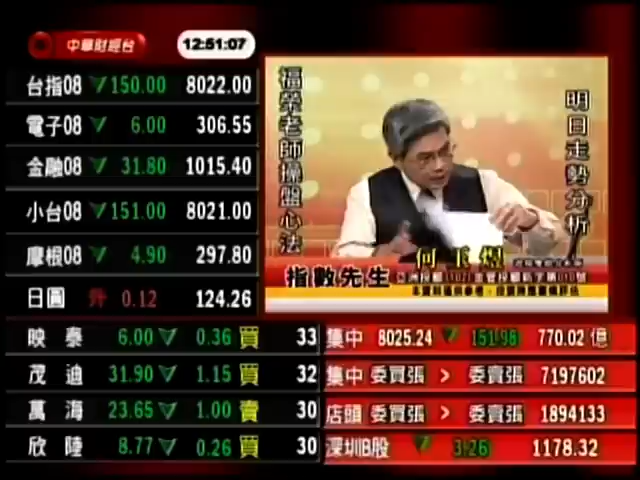 中華財經台
12:51:07
台指08 ▽ 150.00 8022.00
電子08 ▽ 6.00 306.55
金融08 ▽ 31.80 1015.40
小台08 ▽ 151.00 8021.00
摩根08 ▽ 4.90 297.80
日圓 升 0.12 124.26
福榮老師操盤心法
明日走勢分析
何玉煜
指數先生
映泰 6.00 ▽ 0.36 買 33
茂迪 31.90 ▽ 1.15 買 32
萬海 23.65 ▽ 1.00 賣 30
欣陸 8.77 ▽ 0.26 買 30
集中 8025.24 ▽ 151.98 770.02 億
集中 委買張 > 委賣張 7197602
店頭 委買張 > 委賣張 1894133
深圳B股 ▽ 3.26 1178.32